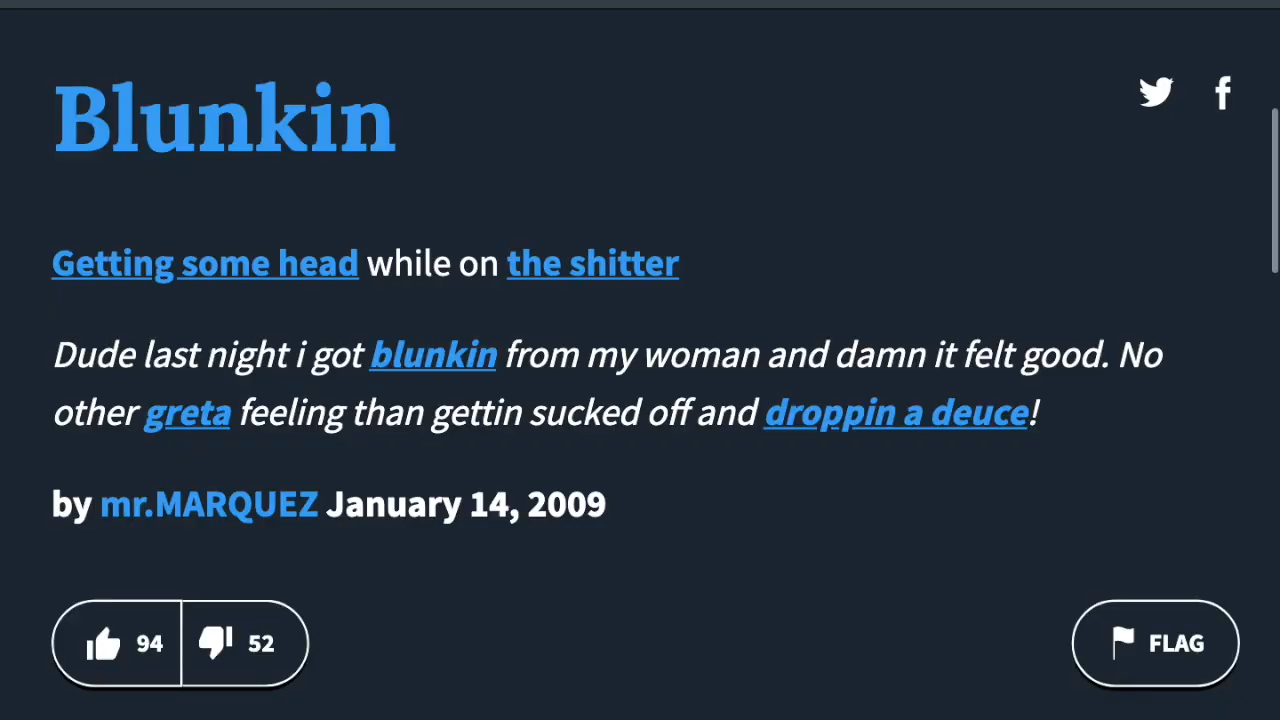 Blunkin
Getting some head while on the shitter
Dude last night i got blunkin from my woman and damn it felt good. No
other greta feeling than gettin sucked off and droppin a deuce!
by mr.MARQUEZ January 14, 2009
94 52 FLAG